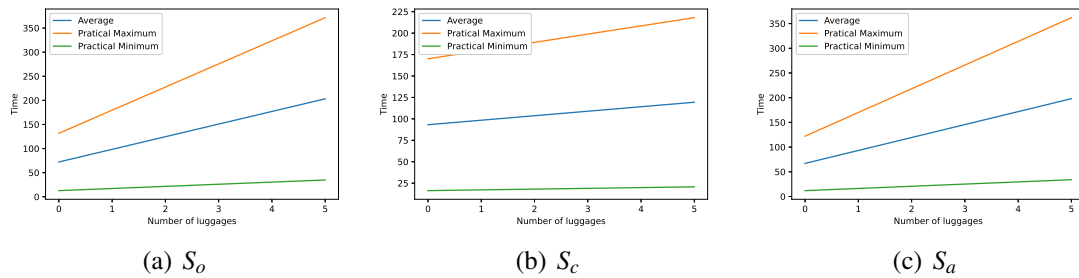 Average
Pratical Maximum
Practical Minimum
Time
350
300
250
200
150
100
50
0
0 1 2 3 4 5
Number of luggages
(a) So
Average
Pratical Maximum
Practical Minimum
Time
225
200
175
150
125
100
75
50
25
0 1 2 3 4 5
Number of luggages
(b) Sc
Average
Pratical Maximum
Practical Minimum
Time
350
300
250
200
150
100
50
0
0 1 2 3 4 5
Number of luggages
(c) Sa